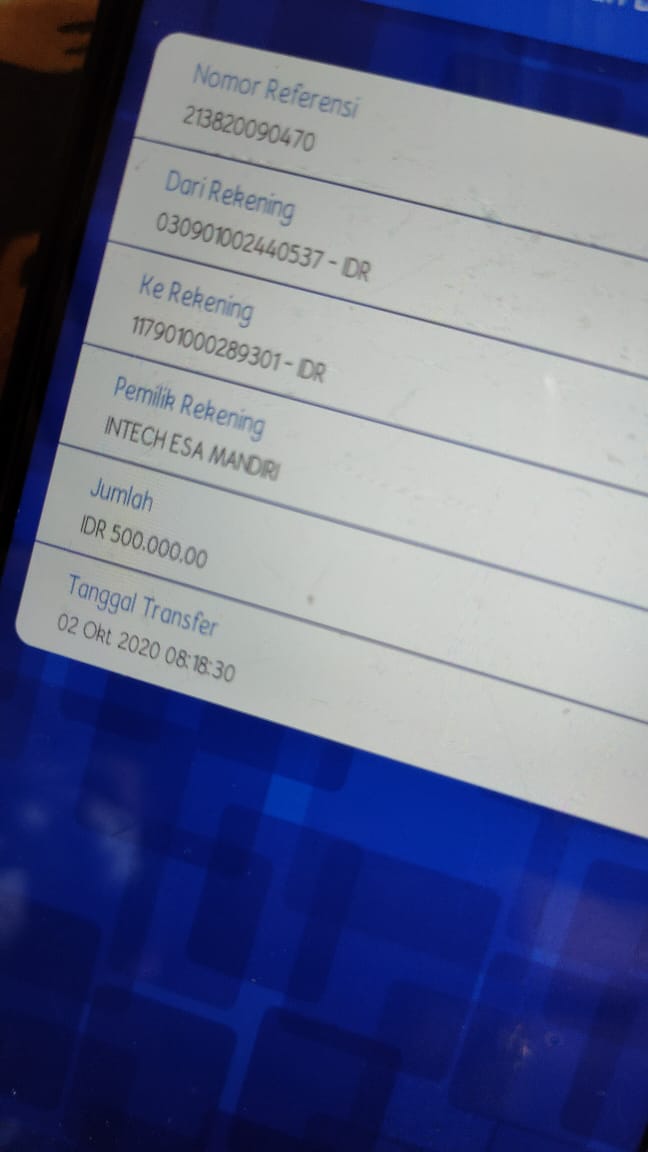 Nomor Referensi
213820090470
Dari Rekening
030901002440537 - IDR
Ke Rekening
117901000289301 - IDR
Pemilik Rekening
INTECH ESA MANDIRI
Jumlah
IDR 500.000.00
Tanggal Transfer
02 Okt 2020 08:18:30